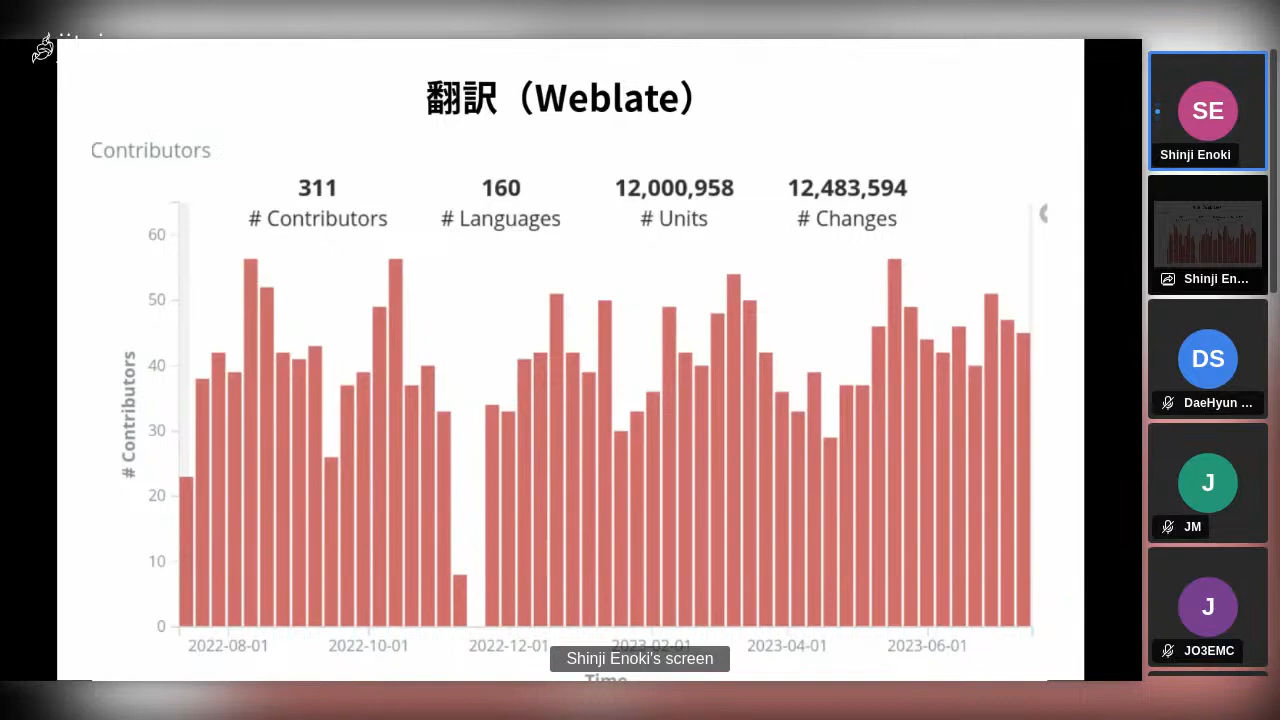 翻訳（Weblate）
Contributors
311
160
12,000,958
12,483,594
# Contributors
# Languages
# Units
# Changes
# Contributors
60
50
40
30
20
10
0
2022-08-01
2022-10-01
2022-12-01
2023-02-01
2023-04-01
2023-06-01
Time
Shinji Enoki's screen
SE
Shinji Enoki
Shinji En...
DS
DaeHyun ...
J
JM
J
JO3EMC